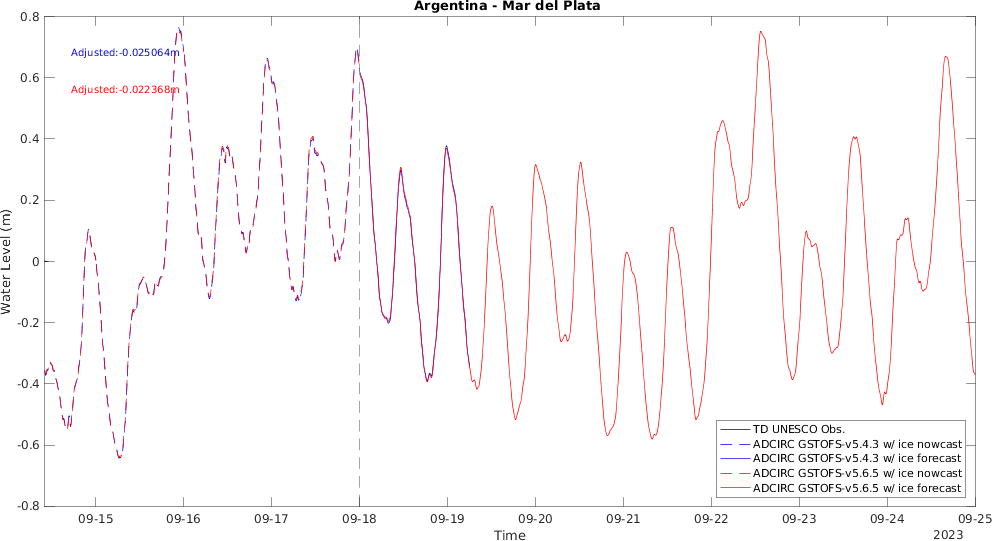 Argentina - Mar del Plata
Adjusted:-0.025064m
Adjusted:-0.022368m
Water Level (m)
0.8
0.6
0.4
0.2
0
-0.2
-0.4
-0.6
-0.8
TD UNESCO Obs.
ADCIRC GSTOFS-v5.4.3 w/ ice nowcast
ADCIRC GSTOFS-v5.4.3 w/ ice forecast
ADCIRC GSTOFS-v5.6.5 w/ ice nowcast
ADCIRC GSTOFS-v5.6.5 w/ ice forecast
09-15 09-16 09-17 09-18 09-19 09-20 09-21 09-22 09-23 09-24 09-25
Time
2023